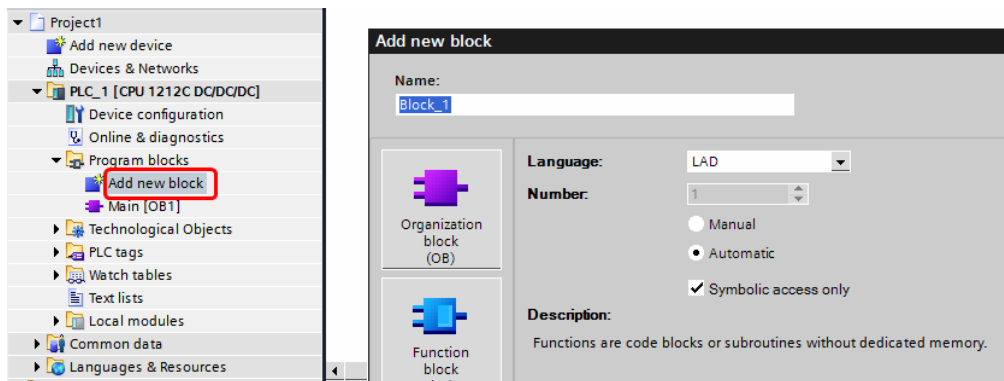 Project1
Add new device
Devices & Networks
PLC_1 [CPU 1212C DC/DC/DC]
Device configuration
Online & diagnostics
Program blocks
Add new block
Main [OB1]
Technological Objects
PLC tags
Watch tables
Text lists
Local modules
Common data
Languages & Resources
Add new block
Name:
Block_1
Organization
block
(OB)
Function
block
Language:
LAD
Number:
1
Manual
Automatic
Symbolic access only
Description:
Functions are code blocks or subroutines without dedicated memory.